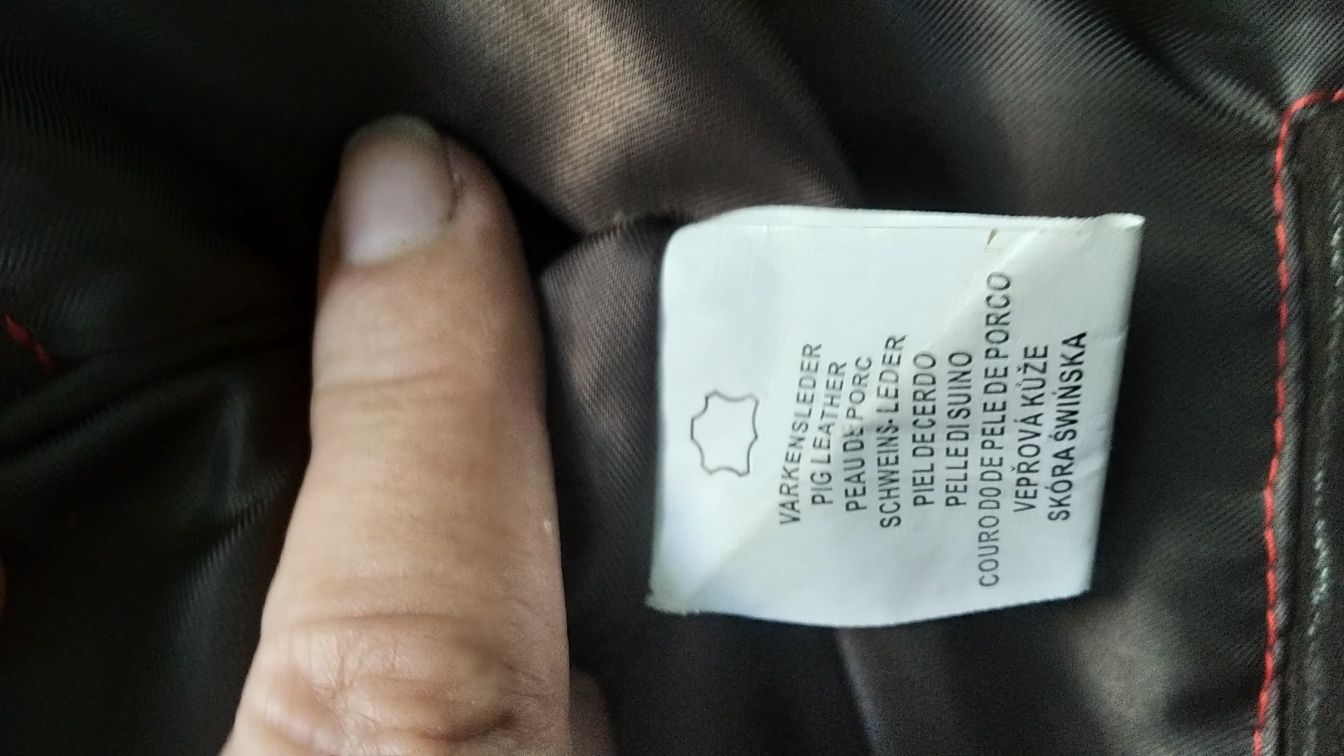 VARKENSLEDER
PIG LEATHER
PEAU DE PORC
SCHWEINS-LEDER
PIEL DE CERDO
PELLE DI SUINO
COURO DO DE PELE DE PORCO
VEPŘOVÁ KŮŽE
SKÓRA ŚWIŃSKA